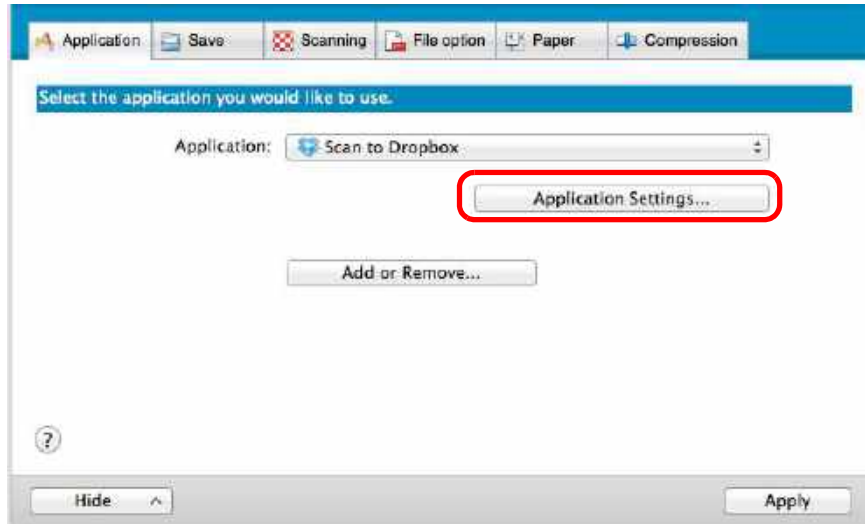 Application Save Scanning File option Paper Compression
Select the application you would like to use.
Application: Scan to Dropbox
Application Settings...
Add or Remove...
?
Hide Apply